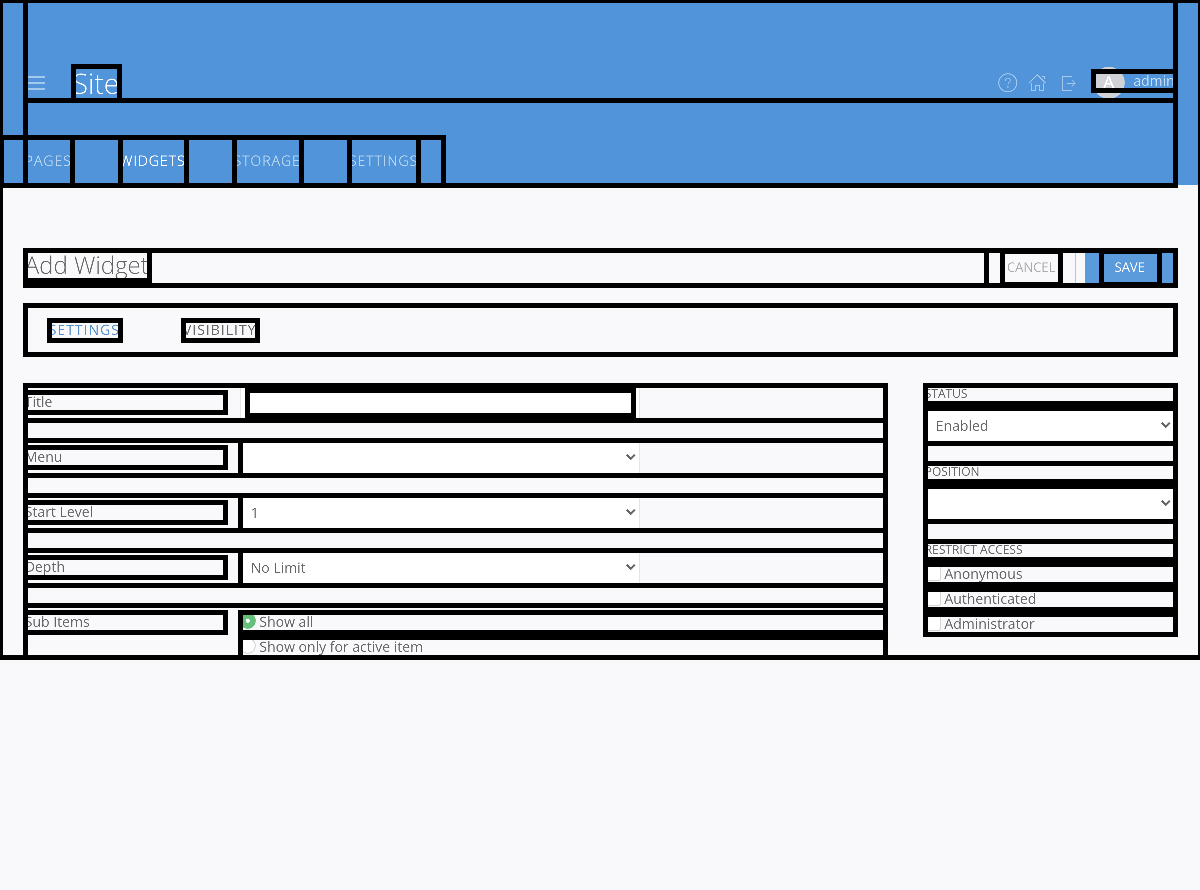 Site
A admin
PAGES WIDGETS STORAGE SETTINGS
Add Widget
CANCEL SAVE
SETTINGS VISIBILITY
Title
Menu
Start Level 1
Depth No Limit
Sub Items Show all
Show only for active item
STATUS
Enabled
POSITION
RESTRICT ACCESS
Anonymous
Authenticated
Administrator